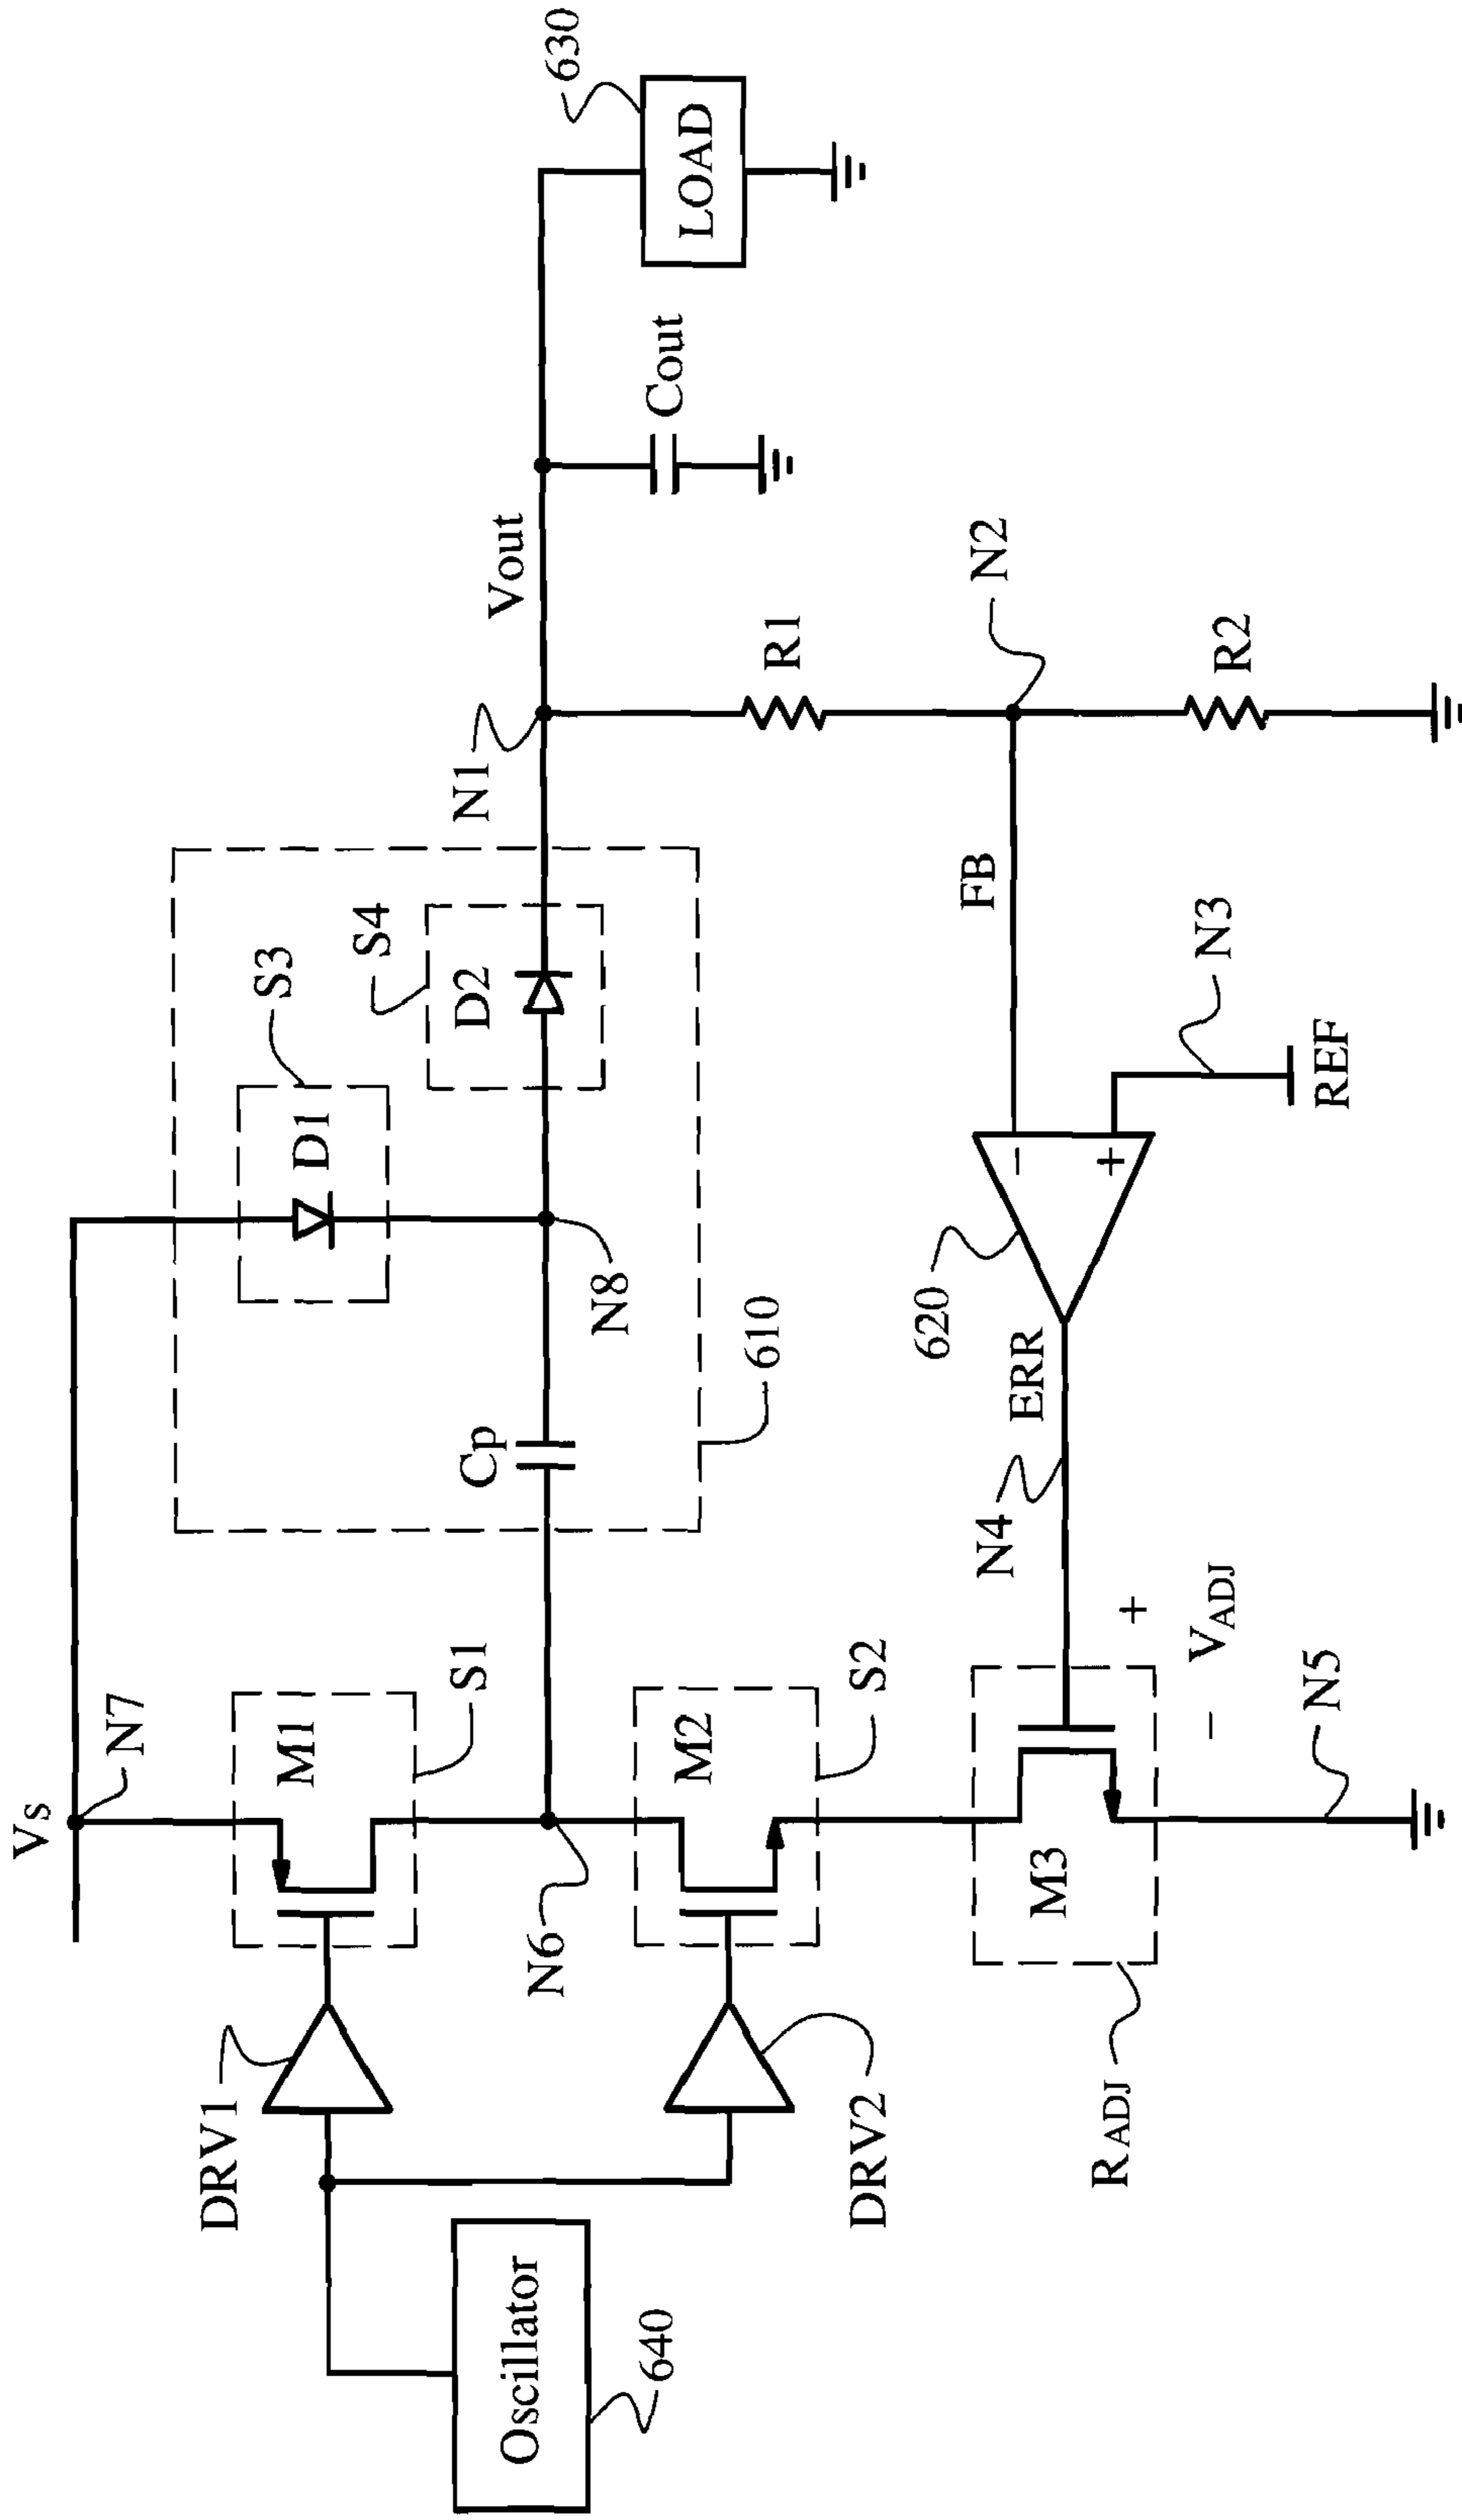 Vs
N7
DRV1
M1
S1
S3
D1
S4
D2
N1
Vout
630
LOAD
Cout
Cp
N8
610
Oscillator
640
N6
DRV2
M2
S2
R1
N2
R2
FB
620
ERR
N4
-
+
N3
REF
M3
RADJ
+
VADJ
-
N5